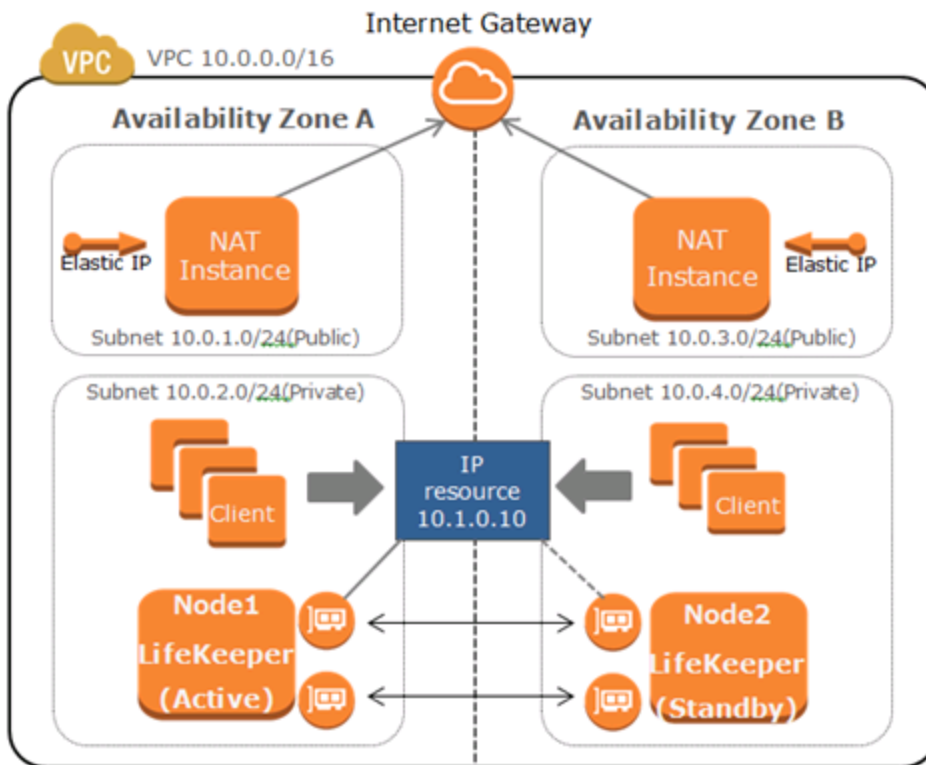 Internet Gateway
VPC
VPC 10.0.0.0/16
Availability Zone A
Availability Zone B
NAT
Instance
Elastic IP
Subnet 10.0.1.0/24(Public)
NAT
Instance
Elastic IP
Subnet 10.0.3.0/24(Public)
Subnet 10.0.2.0/24(Private)
Subnet 10.0.4.0/24(Private)
Client
IP
resource
10.1.0.10
Client
Node1
LifeKeeper
(Active)
Node2
LifeKeeper
(Standby)